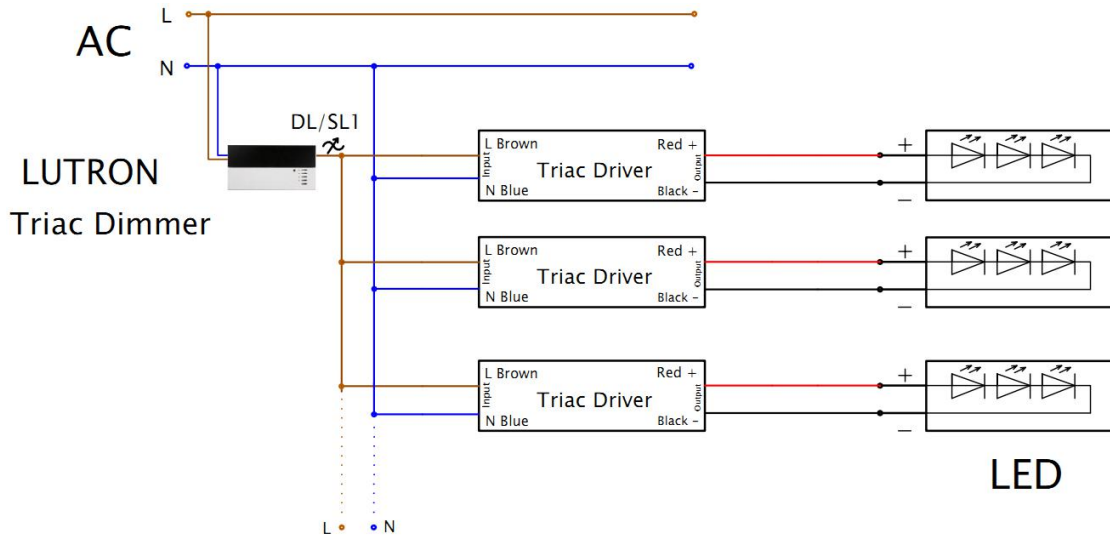 L
AC
N
DL/SL1
LUTRON
Triac Dimmer
L Brown
Red +
Input
Triac Driver
Output
N Blue
Black -
+
–
L Brown
Red +
Input
Triac Driver
Output
N Blue
Black -
+
–
L Brown
Red +
Input
Triac Driver
Output
N Blue
Black -
+
–
LED
L
N